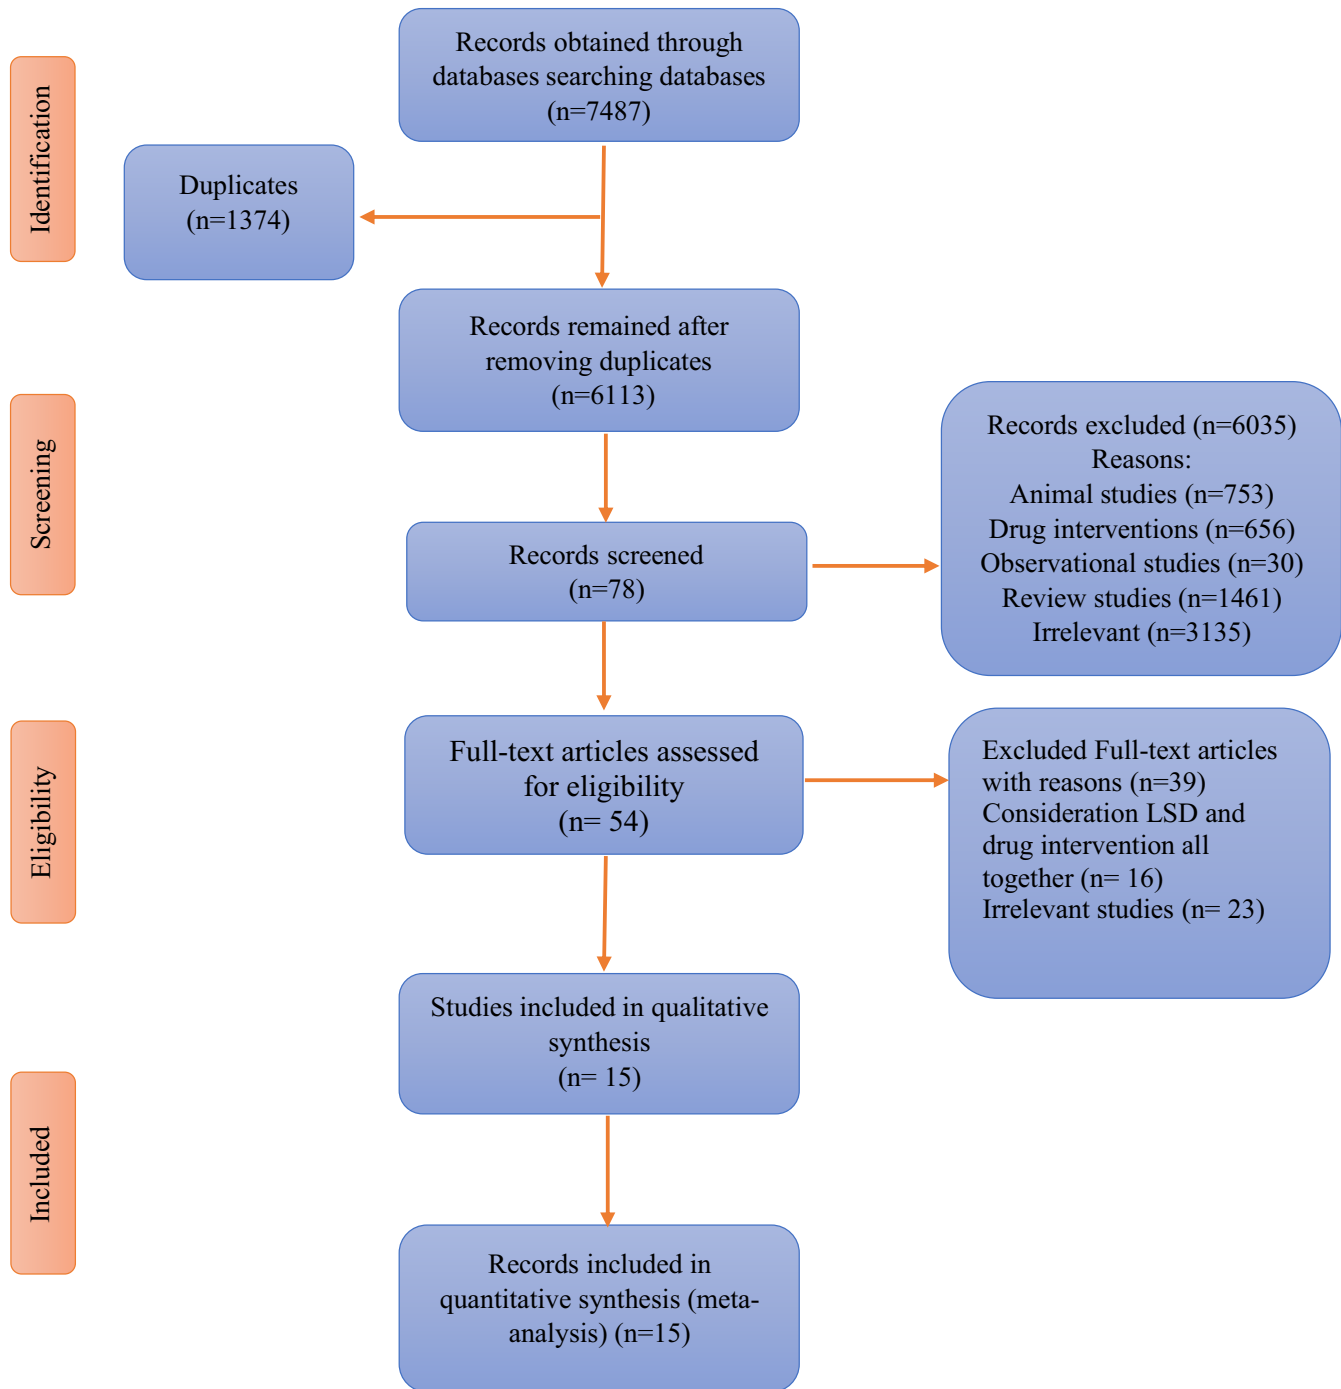 Identification
Records obtained through
databases searching databases
(n=7487)
Duplicates
(n=1374)
Records remained after
removing duplicates
(n=6113)
Screening
Records screened
(n=78)
Records excluded (n=6035)
Reasons:
Animal studies (n=753)
Drug interventions (n=656)
Observational studies (n=30)
Review studies (n=1461)
Irrelevant (n=3135)
Eligibility
Full-text articles assessed
for eligibility
(n= 54)
Excluded Full-text articles
with reasons (n=39)
Consideration LSD and
drug intervention all
together (n= 16)
Irrelevant studies (n= 23)
Included
Studies included in qualitative
synthesis
(n= 15)
Records included in
quantitative synthesis (meta-
analysis) (n=15)